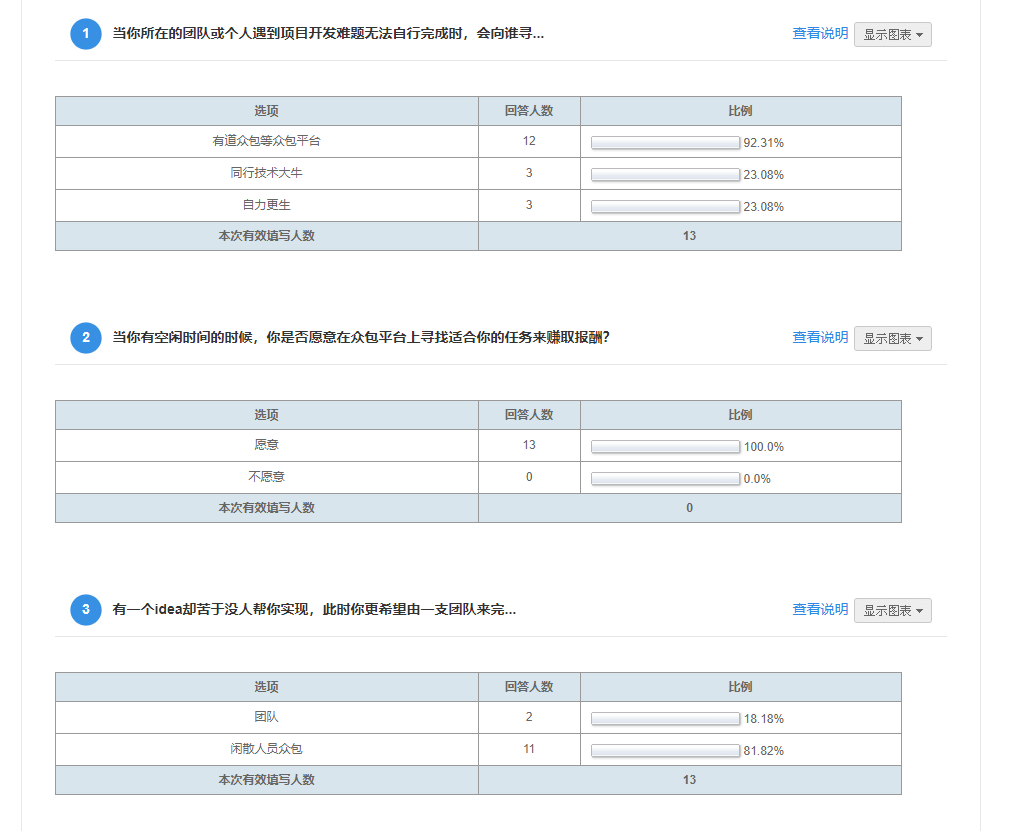 1 当你所在的团队或个人遇到项目开发难题无法自行完成时，会向谁寻... 查看说明 显示图表
选项 回答人数 比例
有道众包等众包平台 12 92.31%
同行技术大牛 3 23.08%
自力更生 3 23.08%
本次有效填写人数 13
2 当你有空闲时间的时候，你是否愿意在众包平台上寻找适合你的任务来赚取报酬？ 查看说明 显示图表
选项 回答人数 比例
愿意 13 100.0%
不愿意 0 0.0%
本次有效填写人数 0
3 有一个idea却苦于没人帮你实现，此时你更希望由一支团队来完... 查看说明 显示图表
选项 回答人数 比例
团队 2 18.18%
闲散人员众包 11 81.82%
本次有效填写人数 13